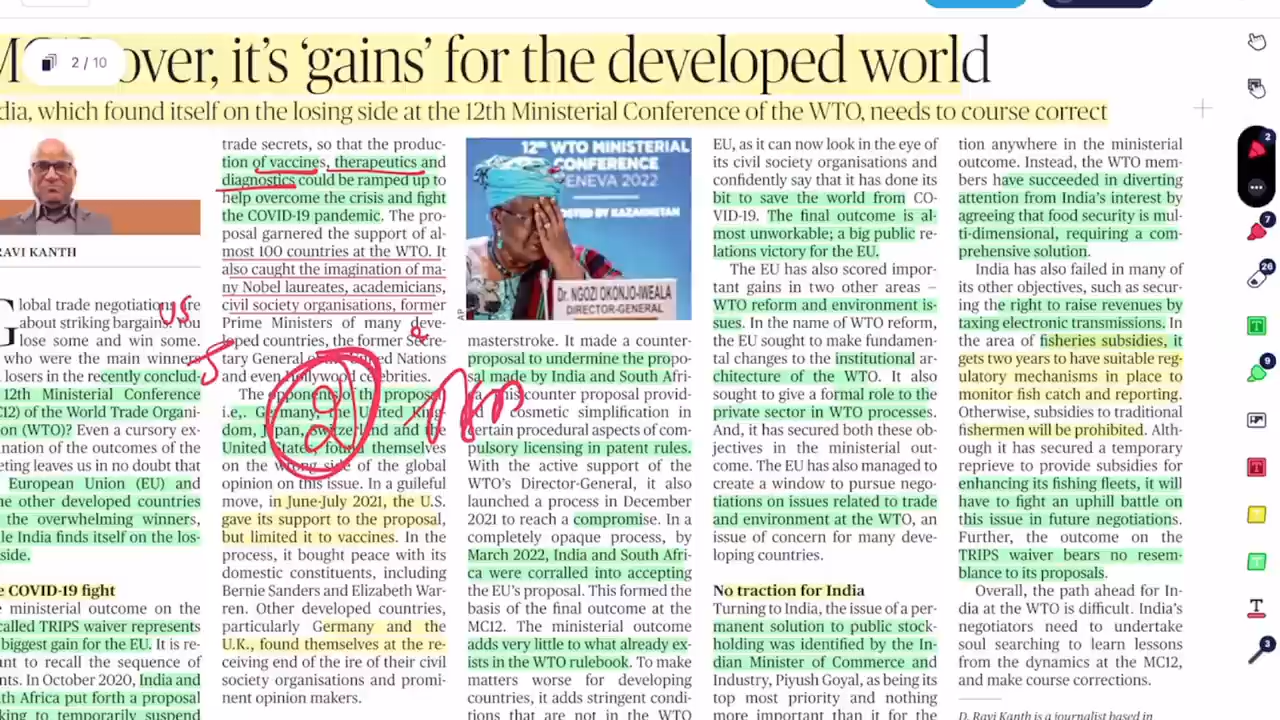 2 / 10
over, it's 'gains' for the developed world
dia, which found itself on the losing side at the 12th Ministerial Conference of the WTO, needs to course correct
RAVI KANTH
Global trade negotiations are
about striking bargains. You
lose some and win some.
who were the main winners
losers in the recently conclud-
12th Ministerial Conference
C12) of the World Trade Organi-
on (WTO)? Even a cursory ex-
nation of the outcomes of the
eting leaves us in no doubt that
European Union (EU) and
e other developed countries
the overwhelming winners,
le India finds itself on the los-
side.
e COVID-19 fight
e ministerial outcome on the
called TRIPS waiver represents
biggest gain for the EU. It is re-
ant to recall the sequence of
nts. In October 2020, India and
th Africa put forth a proposal
king to temporarily suspend
trade secrets, so that the produc-
tion of vaccines, therapeutics and
diagnostics could be ramped up to
help overcome the crisis and fight
the COVID-19 pandemic. The pro-
posal garnered the support of al-
most 100 countries at the WTO. It
also caught the imagination of ma-
ny Nobel laureates, academicians,
civil society organisations, former
Prime Ministers of many deve-
loped countries, the former Secre-
tary General of the United Nations
and even Hollywood celebrities.
The opponents of the proposal
i.e,. Germany, the United King-
dom, Japan, Switzerland and the
United States, found themselves
on the wrong side of the global
opinion on this issue. In a guileful
move, in June-July 2021, the U.S.
gave its support to the proposal,
but limited it to vaccines. In the
process, it bought peace with its
domestic constituents, including
Bernie Sanders and Elizabeth War-
ren. Other developed countries,
particularly Germany and the
U.K., found themselves at the re-
ceiving end of the ire of their civil
society organisations and promi-
nent opinion makers.
12th WTO MINISTERIAL
CONFERENCE
GENEVA 2022
HOSTED BY KAZAKHSTAN
Dr. NGOZI OKONJO-IWEALA
DIRECTOR-GENERAL
AP
masterstroke. It made a counter-
proposal to undermine the propo-
sal made by India and South Afri-
ca. This counter proposal provid-
ed cosmetic simplification in
certain procedural aspects of com-
pulsory licensing in patent rules.
With the active support of the
WTO's Director-General, it also
launched a process in December
2021 to reach a compromise. In a
completely opaque process, by
March 2022, India and South Afri-
ca were corralled into accepting
the EU's proposal. This formed the
basis of the final outcome at the
MC12. The ministerial outcome
adds very little to what already ex-
ists in the WTO rulebook. To make
matters worse for developing
countries, it adds stringent condi-
tions that are not in the WTO
EU, as it can now look in the eye of
its civil society organisations and
confidently say that it has done its
bit to save the world from CO-
VID-19. The final outcome is al-
most unworkable; a big public re-
lations victory for the EU.
The EU has also scored impor-
tant gains in two other areas –
WTO reform and environment is-
sues. In the name of WTO reform,
the EU sought to make fundamen-
tal changes to the institutional ar-
chitecture of the WTO. It also
sought to give a formal role to the
private sector in WTO processes.
And, it has secured both these ob-
jectives in the ministerial out-
come. The EU has also managed to
create a window to pursue nego-
tiations on issues related to trade
and environment at the WTO, an
issue of concern for many deve-
loping countries.
No traction for India
Turning to India, the issue of a per-
manent solution to public stock-
holding was identified by the In-
dian Minister of Commerce and
Industry, Piyush Goyal, as being its
top most priority and nothing
more important than it for the
tion anywhere in the ministerial
outcome. Instead, the WTO mem-
bers have succeeded in diverting
attention from India's interest by
agreeing that food security is mul-
ti-dimensional, requiring a com-
prehensive solution.
India has also failed in many of
its other objectives, such as secur-
ing the right to raise revenues by
taxing electronic transmissions. In
the area of fisheries subsidies, it
gets two years to have suitable reg-
ulatory mechanisms in place to
monitor fish catch and reporting.
Otherwise, subsidies to traditional
fishermen will be prohibited. Alth-
ough it has secured a temporary
reprieve to provide subsidies for
enhancing its fishing fleets, it will
have to fight an uphill battle on
this issue in future negotiations.
Further, the outcome on the
TRIPS waiver bears no resem-
blance to its proposals.
Overall, the path ahead for In-
dia at the WTO is difficult. India's
negotiators need to undertake
soul searching to learn lessons
from the dynamics at the MC12,
and make course corrections.
D. Ravi Kanth is a journalist based in
US
2
7
26
9
3